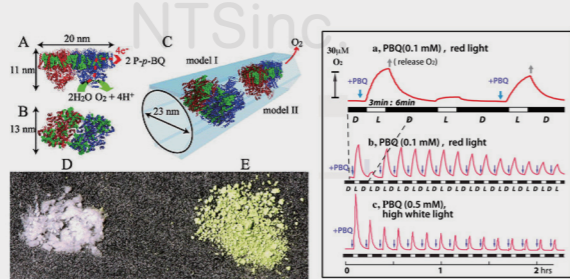 NTSinc.
A
20 nm
4e-
2 P-p-BQ
11 nm
2H2O O2 + 4H+
B
13 nm
C
model I
O2
23 nm
model II
D
E
30µM
O2
a, PBQ(0.1 mM), red light
+PBQ
(release O2)
+PBQ
3min : 6min
D L D L D L D
b, PBQ (0.1 mM), red light
+PBQ
D L D L D L D L D L D L D L D L D L D L D L D L D L D L
c, PBQ (0.5 mM),
high white light
+PBQ
0 1 2 hrs